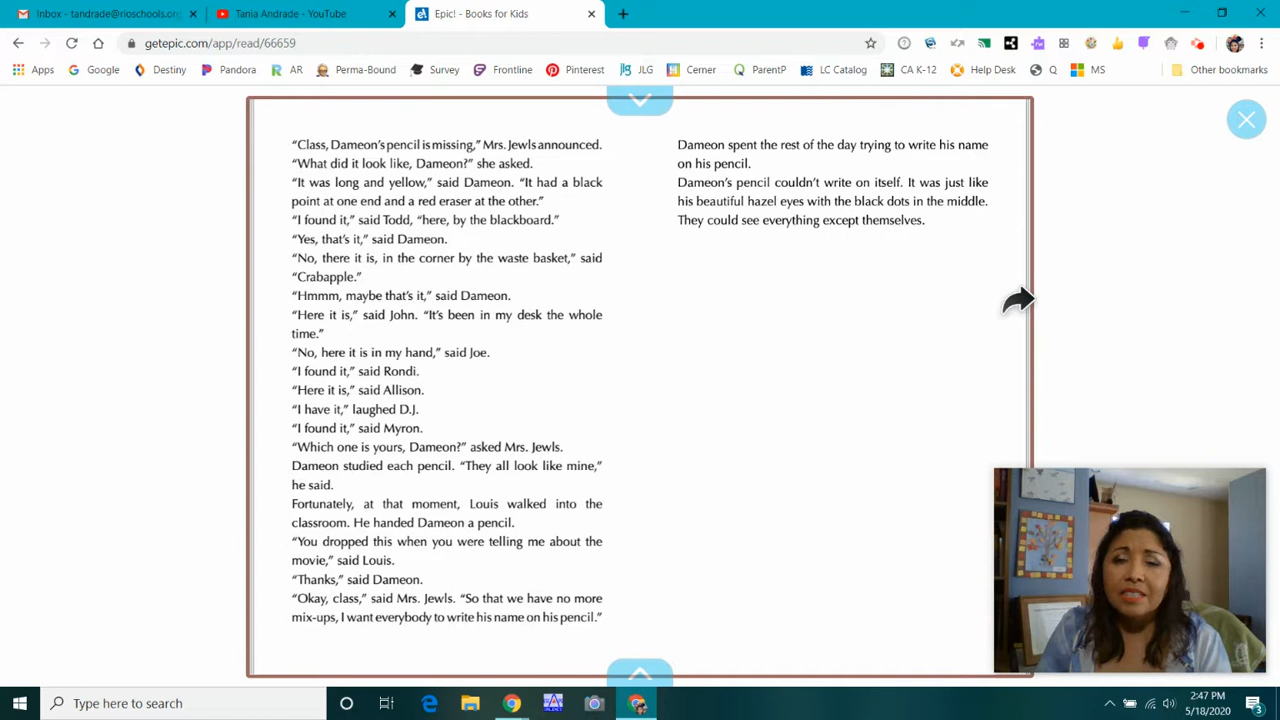 Inbox - tandrade@rioschools.org
Tania Andrade - YouTube
Epic! - Books for Kids
getepic.com/app/read/66659
Apps
Google
Destiny
Pandora
AR
Perma-Bound
Survey
Frontline
Pinterest
JLG
Cerner
ParentP
LC Catalog
CA K-12
Help Desk
Q
MS
Other bookmarks
“Class, Dameon’s pencil is missing,” Mrs. Jewls announced.
“What did it look like, Dameon?” she asked.
“It was long and yellow,” said Dameon. “It had a black
point at one end and a red eraser at the other.”
“I found it,” said Todd, “here, by the blackboard.”
“Yes, that’s it,” said Dameon.
“No, there it is, in the corner by the waste basket,” said
“Crabapple.”
“Hmmm, maybe that’s it,” said Dameon.
“Here it is,” said John. “It’s been in my desk the whole
time.”
“No, here it is in my hand,” said Joe.
“I found it,” said Rondi.
“Here it is,” said Allison.
“I have it,” laughed D.J.
“I found it,” said Myron.
“Which one is yours, Dameon?” asked Mrs. Jewls.
Dameon studied each pencil. “They all look like mine,”
he said.
Fortunately, at that moment, Louis walked into the
classroom. He handed Dameon a pencil.
“You dropped this when you were telling me about the
movie,” said Louis.
“Thanks,” said Dameon.
“Okay, class,” said Mrs. Jewls. “So that we have no more
mix-ups, I want everybody to write his name on his pencil.”
Dameon spent the rest of the day trying to write his name
on his pencil.
Dameon’s pencil couldn’t write on itself. It was just like
his beautiful hazel eyes with the black dots in the middle.
They could see everything except themselves.
Type here to search
2:47 PM
5/18/2020
3